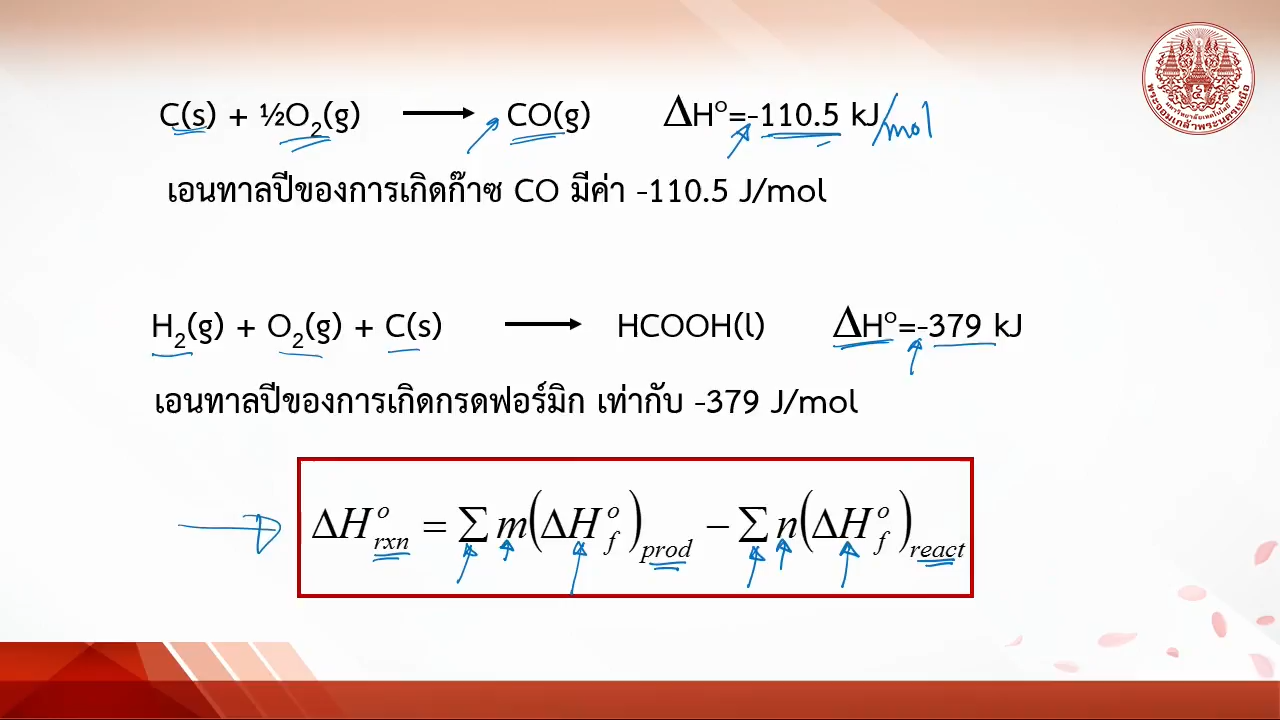 C(s) + ½O₂(g) ⟶ CO(g) ΔH°=-110.5 kJ/mol
เอนทาลปีของการเกิดก๊าซ CO มีค่า -110.5 J/mol
H₂(g) + O₂(g) + C(s) ⟶ HCOOH(l) ΔH°=-379 kJ
เอนทาลปีของการเกิดกรดฟอร์มิก เท่ากับ -379 J/mol
ΔH°rxn = ∑ m(ΔH°f)prod − ∑ n(ΔH°f)react